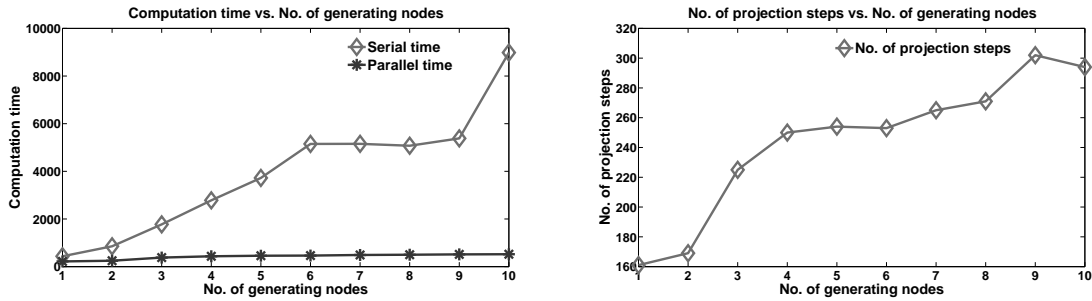 Computation time vs. No. of generating nodes
10000
8000
6000
4000
2000
0
Computation time
Serial time
Parallel time
1 2 3 4 5 6 7 8 9 10
No. of generating nodes
No. of projection steps vs. No. of generating nodes
320
300
280
260
240
220
200
180
160
No. of projection steps
No. of projection steps
1 2 3 4 5 6 7 8 9 10
No. of generating nodes